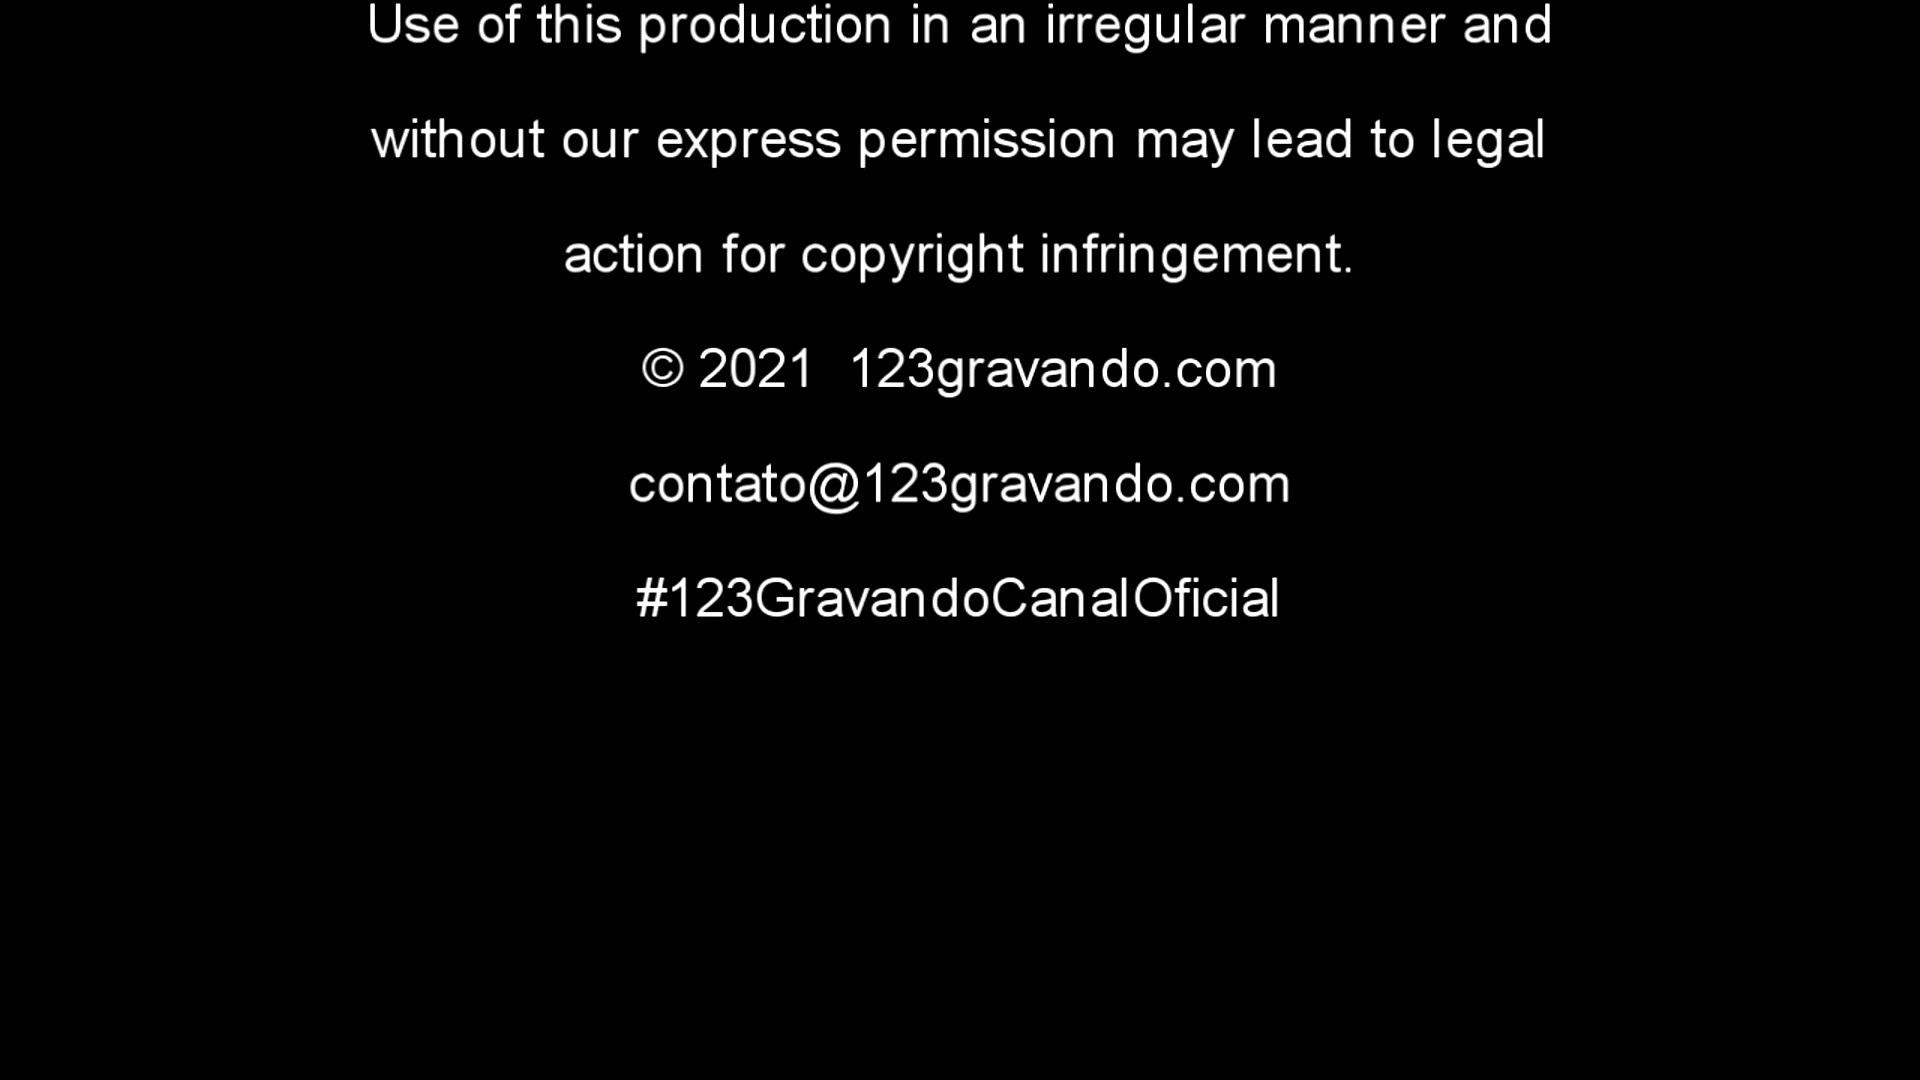 Use of this production in an irregular manner and
without our express permission may lead to legal
action for copyright infringement.
© 2021  123gravando.com
contato@123gravando.com
#123GravandoCanalOficial